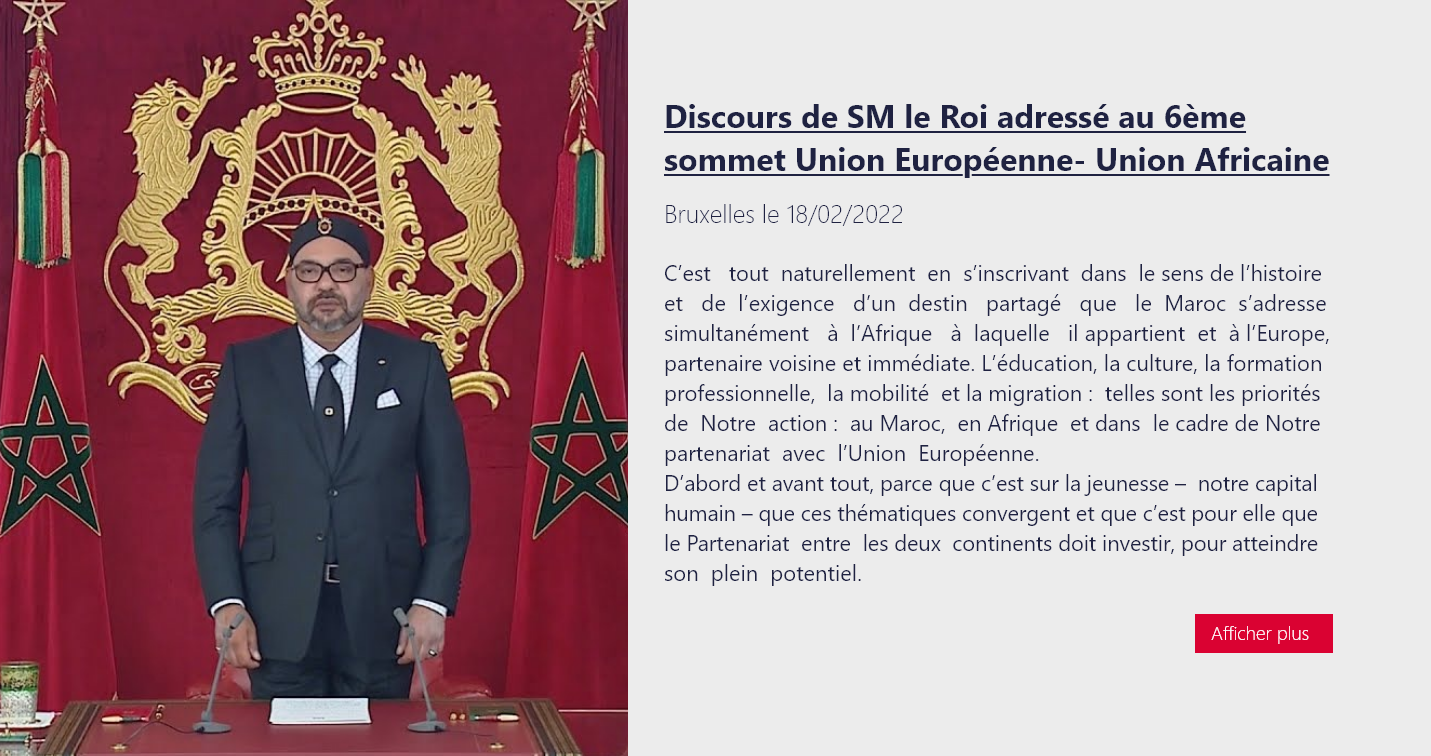 Discours de SM le Roi adressé au 6ème
sommet Union Européenne- Union Africaine
Bruxelles le 18/02/2022
C’est tout naturellement en s’inscrivant dans le sens de l’histoire
et de l’exigence d’un destin partagé que le Maroc s’adresse
simultanément à l’Afrique à laquelle il appartient et à l’Europe,
partenaire voisine et immédiate. L’éducation, la culture, la formation
professionnelle, la mobilité et la migration : telles sont les priorités
de Notre action : au Maroc, en Afrique et dans le cadre de Notre
partenariat avec l’Union Européenne.
D’abord et avant tout, parce que c’est sur la jeunesse – notre capital
humain – que ces thématiques convergent et que c’est pour elle que
le Partenariat entre les deux continents doit investir, pour atteindre
son plein potentiel.
Afficher plus